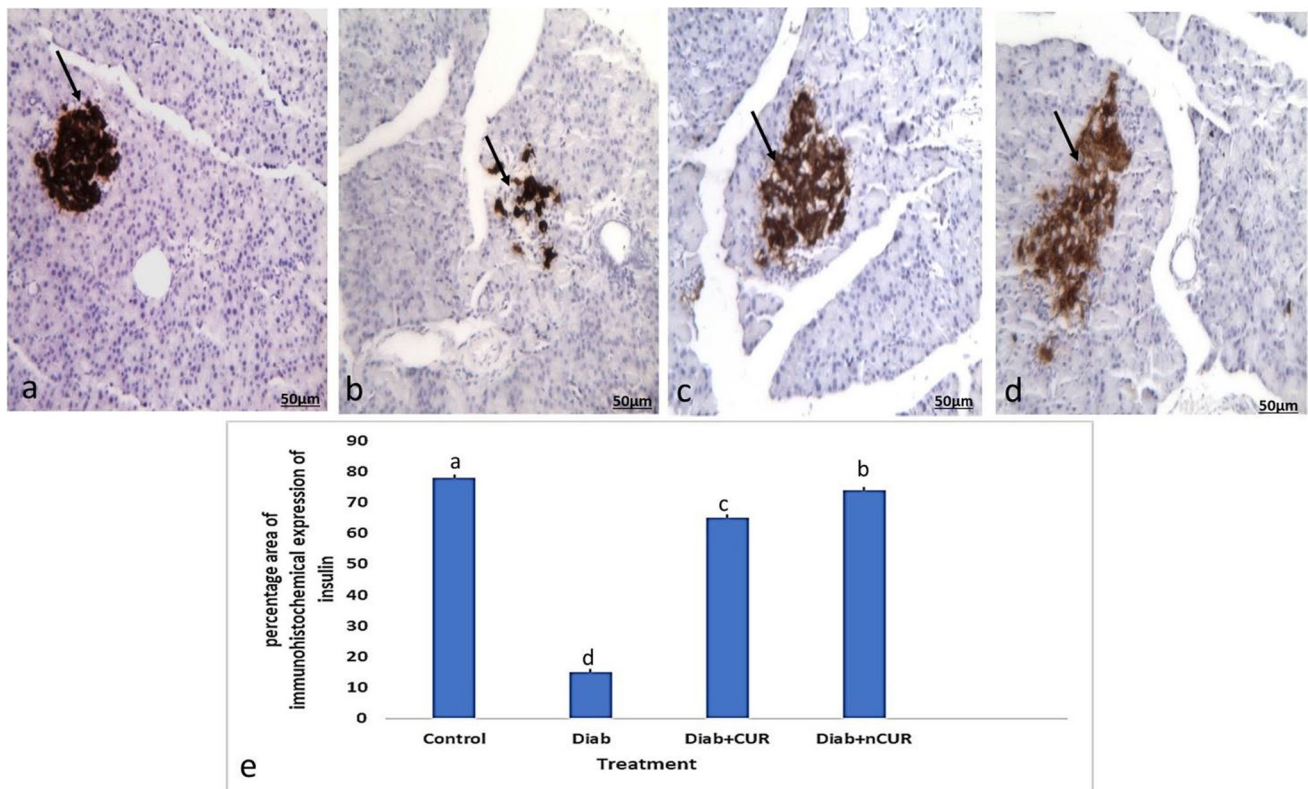 a
50µm
b
50µm
c
50µm
d
50µm
percentage area of
immunohistochemical expression of
insulin
90
80
70
60
50
40
30
20
10
0
a
d
c
b
Control
Diab
Diab+CUR
Diab+nCUR
Treatment
e